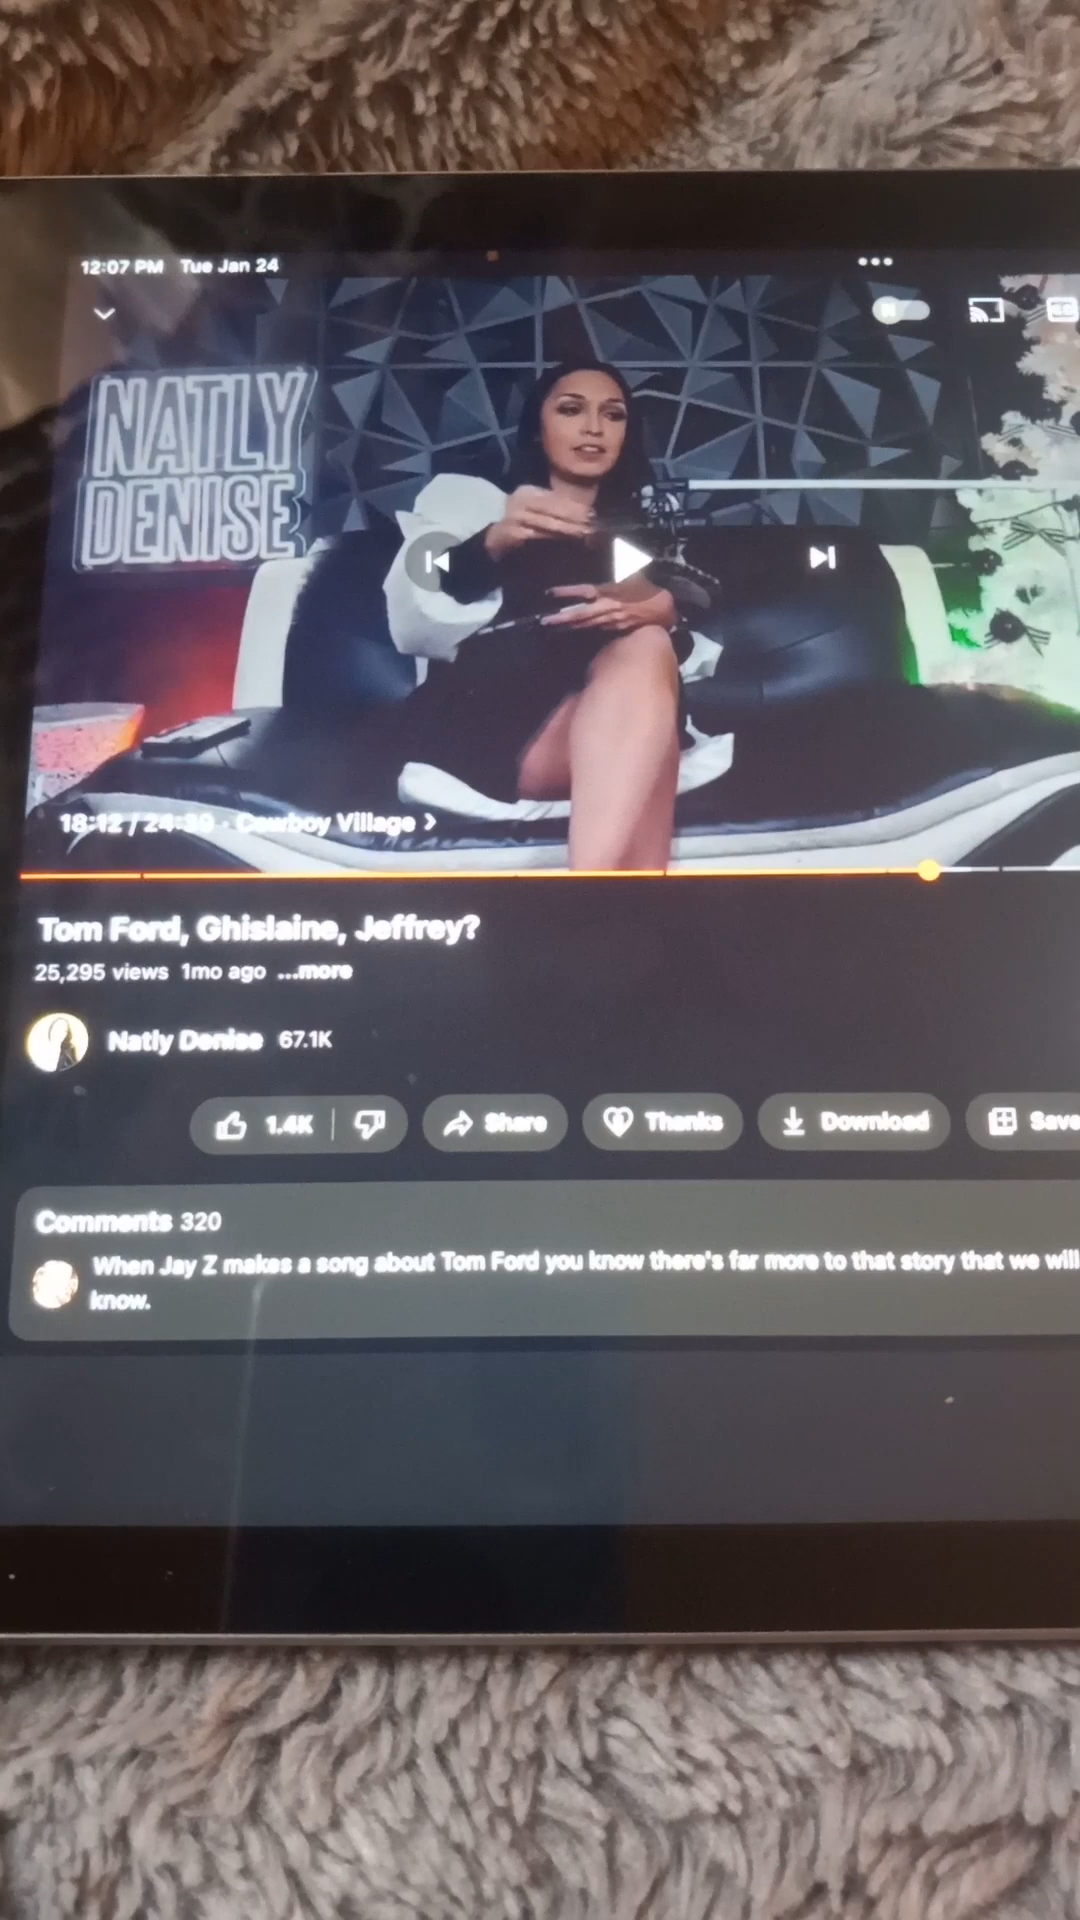 12:07 PM Tue Jan 24
NATLY
DENISE
18:12 / 24:39 · Cowboy Village
Tom Ford, Ghislaine, Jeffrey?
25,295 views 1mo ago ...more
Natly Denise 67.1K
1.4K Share Thanks Download Save
Comments 320
When Jay Z makes a song about Tom Ford you know there's far more to that story that we will
know.